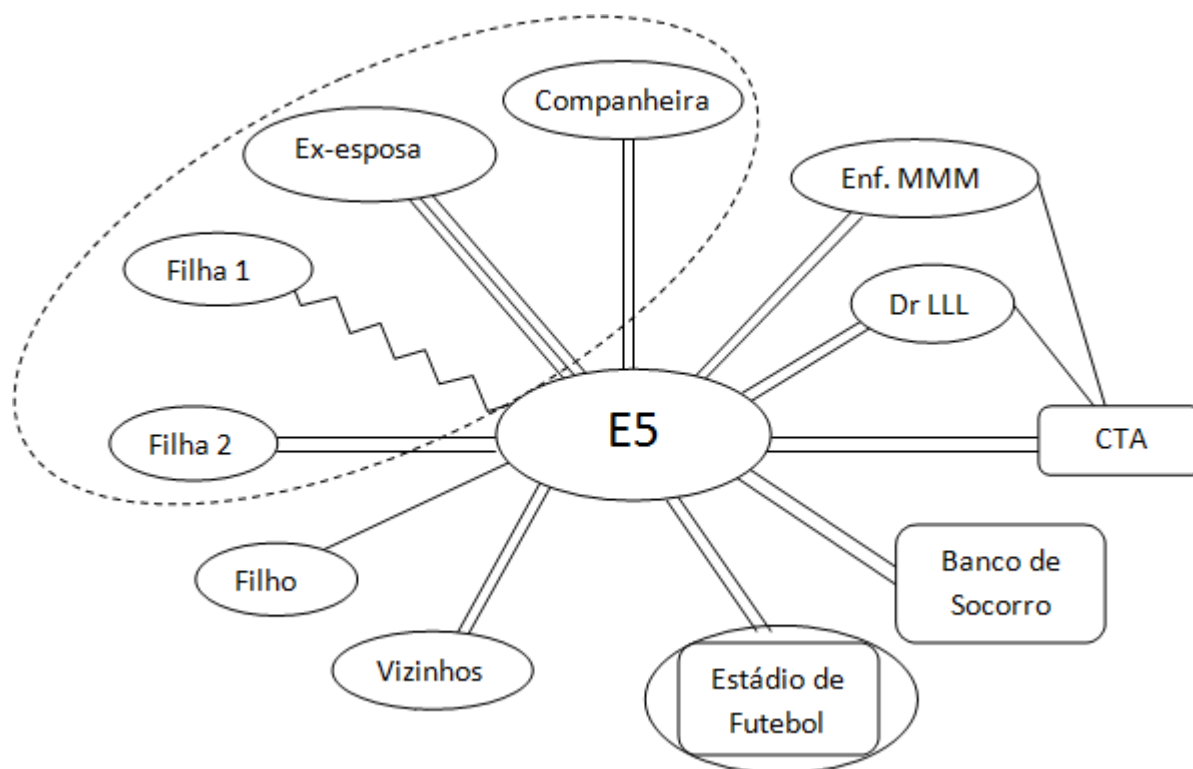 Companheira
Ex-esposa
Enf. MMM
Filha 1
Dr LLL
E5
Filha 2
CTA
Banco de
Socorro
Filho
Vizinhos
Estádio de
Futebol